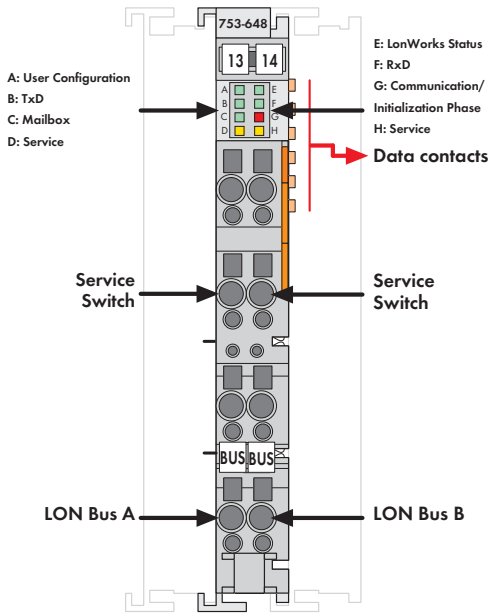 753-648
13 14
A: User Configuration
B: TxD
C: Mailbox
D: Service
A E
B F
C G
D H
E: LonWorks Status
F: RxD
G: Communication/
Initialization Phase
H: Service
Data contacts
Service
Switch
Service
Switch
BUS BUS
LON Bus A
LON Bus B